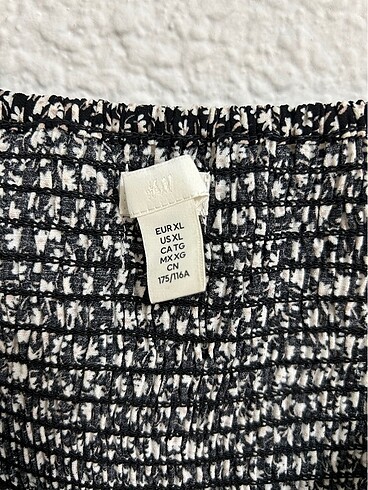 H&M
EUR XL
US XL
CA TG
MX XG
CN
175/116A